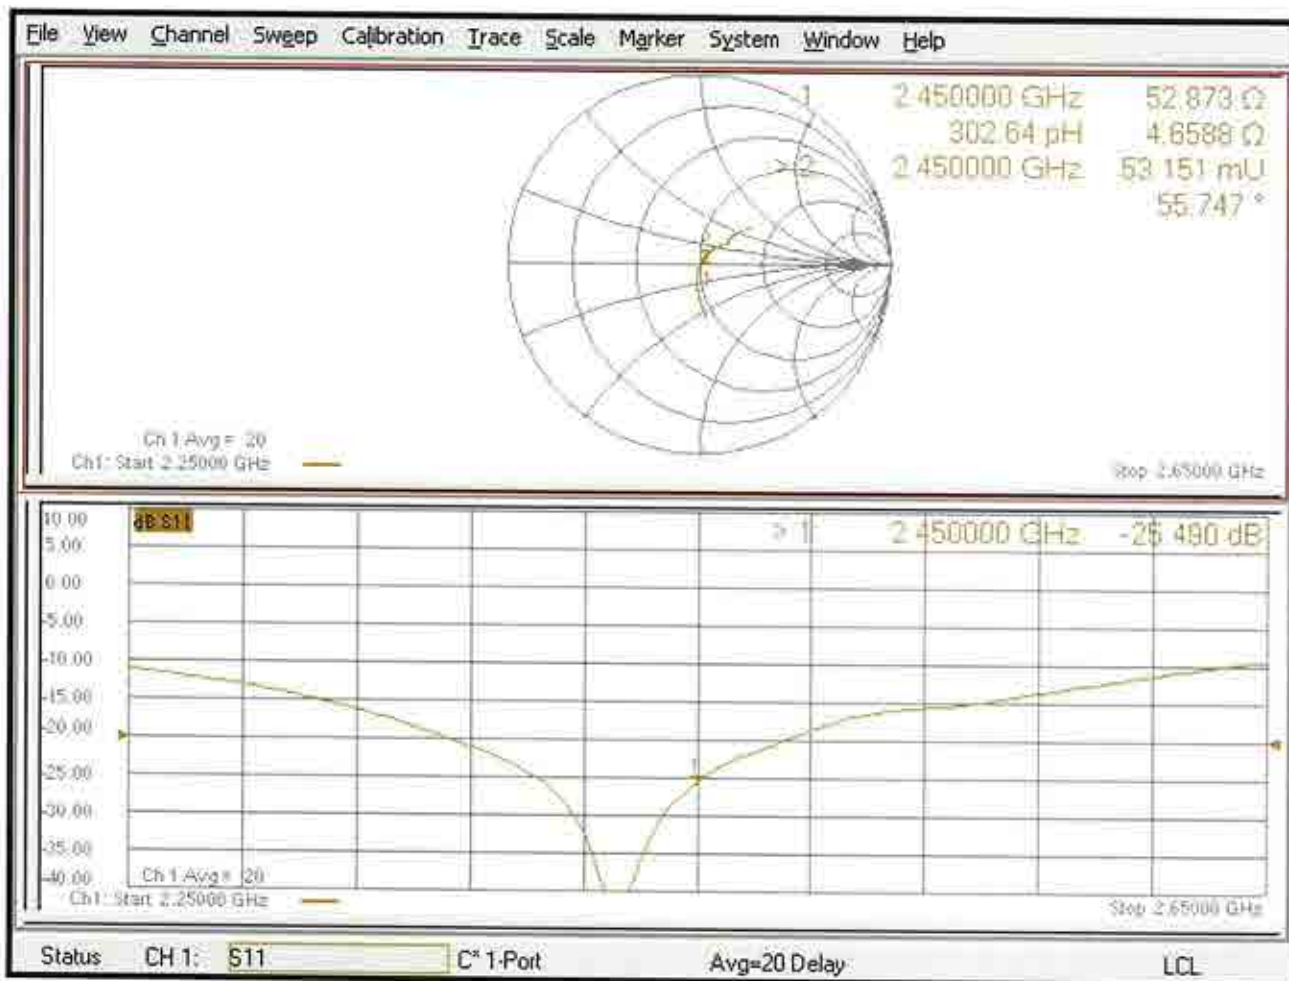 File View Channel Sweep Calibration Trace Scale Marker System Window Help
1 2.450000 GHz 52.873 Ω
302.64 pH 4.6588 Ω
> 2 2.450000 GHz 53.151 mU
55.747 °
2
1
Ch 1 Avg = 20
Ch1: Start 2.25000 GHz
Stop 2.65000 GHz
dB S11
> 1 2.450000 GHz -25.490 dB
10.00
5.00
0.00
-5.00
-10.00
-15.00
-20.00
-25.00
-30.00
-35.00
-40.00
1
Ch 1 Avg = 20
Ch1: Start 2.25000 GHz
Stop 2.65000 GHz
Status CH 1: S11 C* 1-Port Avg=20 Delay LCL